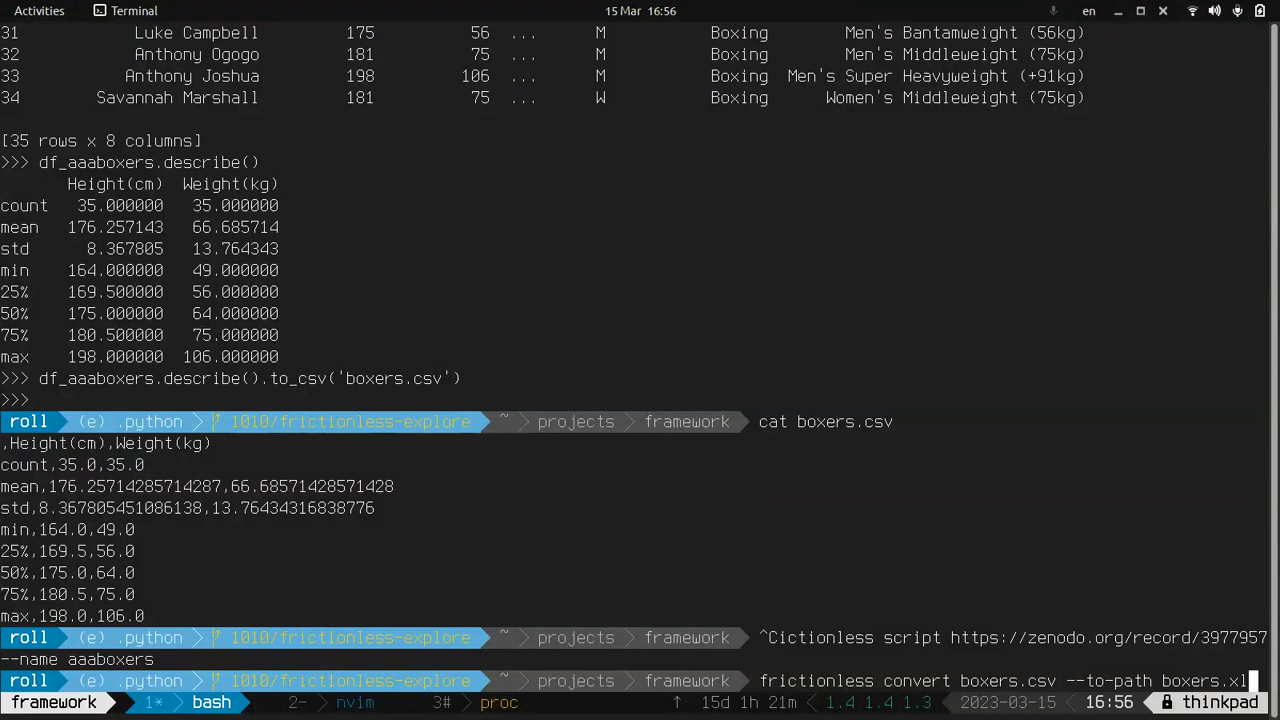 Activities Terminal 15 Mar 16:56 en
31 Luke Campbell 175 56 ... M Boxing Men's Bantamweight (56kg)
32 Anthony Ogogo 181 75 ... M Boxing Men's Middleweight (75kg)
33 Anthony Joshua 198 106 ... M Boxing Men's Super Heavyweight (+91kg)
34 Savannah Marshall 181 75 ... W Boxing Women's Middleweight (75kg)
[35 rows x 8 columns]
>>> df_aaaboxers.describe()
Height(cm) Weight(kg)
count 35.000000 35.000000
mean 176.257143 66.685714
std 8.367805 13.764343
min 164.000000 49.000000
25% 169.500000 56.000000
50% 175.000000 64.000000
75% 180.500000 75.000000
max 198.000000 106.000000
>>> df_aaaboxers.describe().to_csv('boxers.csv')
>>>
roll (e) .python 1010/frictionless-explore ~ projects framework cat boxers.csv
,Height(cm),Weight(kg)
count,35.0,35.0
mean,176.25714285714287,66.68571428571428
std,8.367805451086138,13.76434316838776
min,164.0,49.0
25%,169.5,56.0
50%,175.0,64.0
75%,180.5,75.0
max,198.0,106.0
roll (e) .python 1010/frictionless-explore ~ projects framework ^Cictionless script https://zenodo.org/record/3977957
--name aaaboxers
roll (e) .python 1010/frictionless-explore ~ projects framework frictionless convert boxers.csv --to-path boxers.xl
framework 1* bash 2- nvim 3# proc ↑ 15d 1h 21m 1.4 1.4 1.3 2023-03-15 16:56 thinkpad